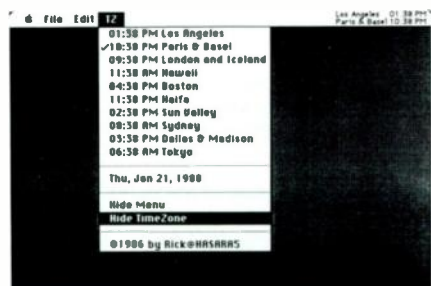 File Edit TZ
Los Angeles 01:38 PM
Paris & Basel 10:38 PM
01:38 PM Los Angeles
✓10:38 PM Paris & Basel
09:38 PM London and Iceland
11:38 AM Hawaii
04:38 PM Boston
11:38 PM Haifa
02:38 PM Sun Valley
08:38 AM Sydney
03:38 PM Dallas & Madison
06:38 AM Tokyo
Thu, Jan 21, 1988
Hide Menu
Hide TimeZone
©1986 by Rick@HASARA5